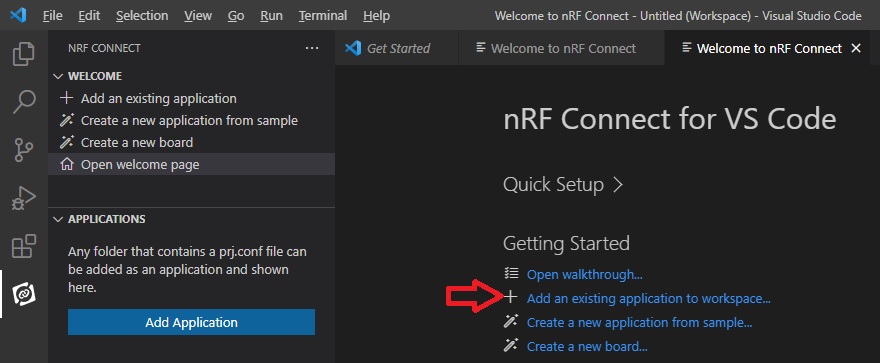 File Edit Selection View Go Run Terminal Help Welcome to nRF Connect - Untitled (Workspace) - Visual Studio Code
NRF CONNECT ...
Get Started
Welcome to nRF Connect
Welcome to nRF Connect
WELCOME
Add an existing application
Create a new application from sample
Create a new board
Open welcome page
APPLICATIONS
Any folder that contains a prj.conf file can
be added as an application and shown
here.
Add Application
nRF Connect for VS Code
Quick Setup
Getting Started
Open walkthrough...
Add an existing application to workspace...
Create a new application from sample...
Create a new board...